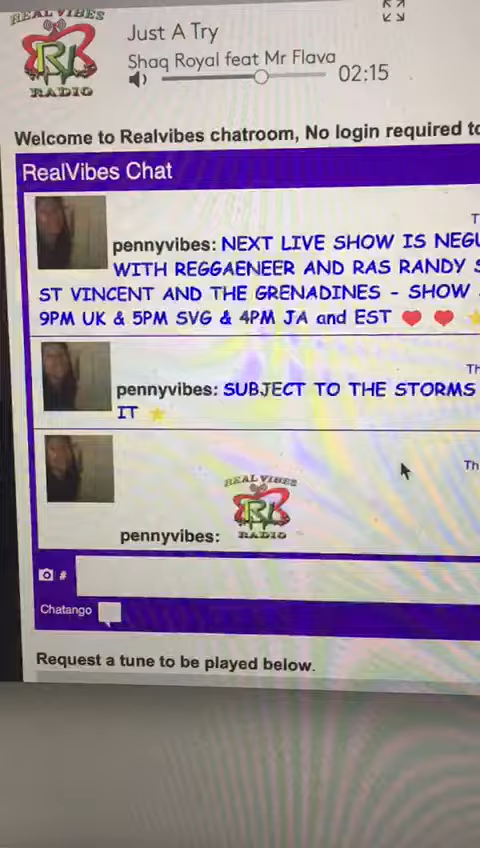 REAL VIBES
RADIO
Just A Try
Shaq Royal feat Mr Flava
02:15
Welcome to Realvibes chatroom, No login required to
RealVibes Chat
pennyvibes: NEXT LIVE SHOW IS
WITH REGGAENEER AND RAS RANDY
ST VINCENT AND THE GRENADINES - SHOW
9PM UK & 5PM SVG & 4PM JA and EST ❤️ ❤️ ⭐
Th
pennyvibes: SUBJECT TO THE STORMS
IT ⭐
Th
REAL VIBES
RADIO
pennyvibes:
#
Chatango
Request a tune to be played below.